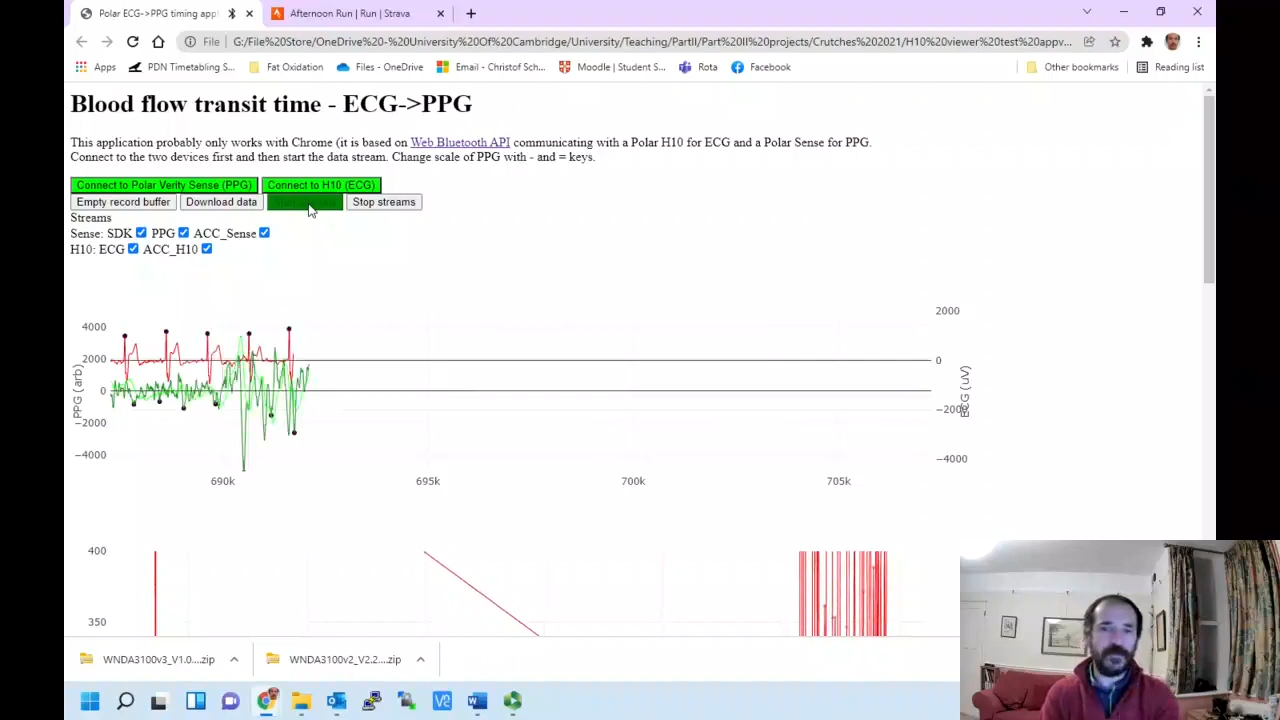 Polar ECG->PPG timing app
Afternoon Run | Run | Strava
File
G:/File%20Store/OneDrive%20-%20University%20Of%20Cambridge/University/Teaching/PartII/Part%20II%20projects/Crutches%202021/H10%20viewer%20test%20appv...
Apps
PDN Timetabling S...
Fat Oxidation
Files - OneDrive
Email - Christof Sch...
Moodle | Student S...
Rota
Facebook
Other bookmarks
Reading list
Blood flow transit time - ECG->PPG
This application probably only works with Chrome (it is based on Web Bluetooth API communicating with a Polar H10 for ECG and a Polar Sense for PPG.
Connect to the two devices first and then start the data stream. Change scale of PPG with - and = keys.
Connect to Polar Verity Sense (PPG)
Connect to H10 (ECG)
Empty record buffer
Download data
Stop streams
Streams
Sense: SDK PPG ACC_Sense
H10: ECG ACC_H10
4000
2000
0
−2000
−4000
PPG (arb)
2000
0
−2000
−4000
ECG (uV)
690k
695k
700k
705k
400
350
WNDA3100v3_V1.0....zip
WNDA3100v2_V2.2....zip